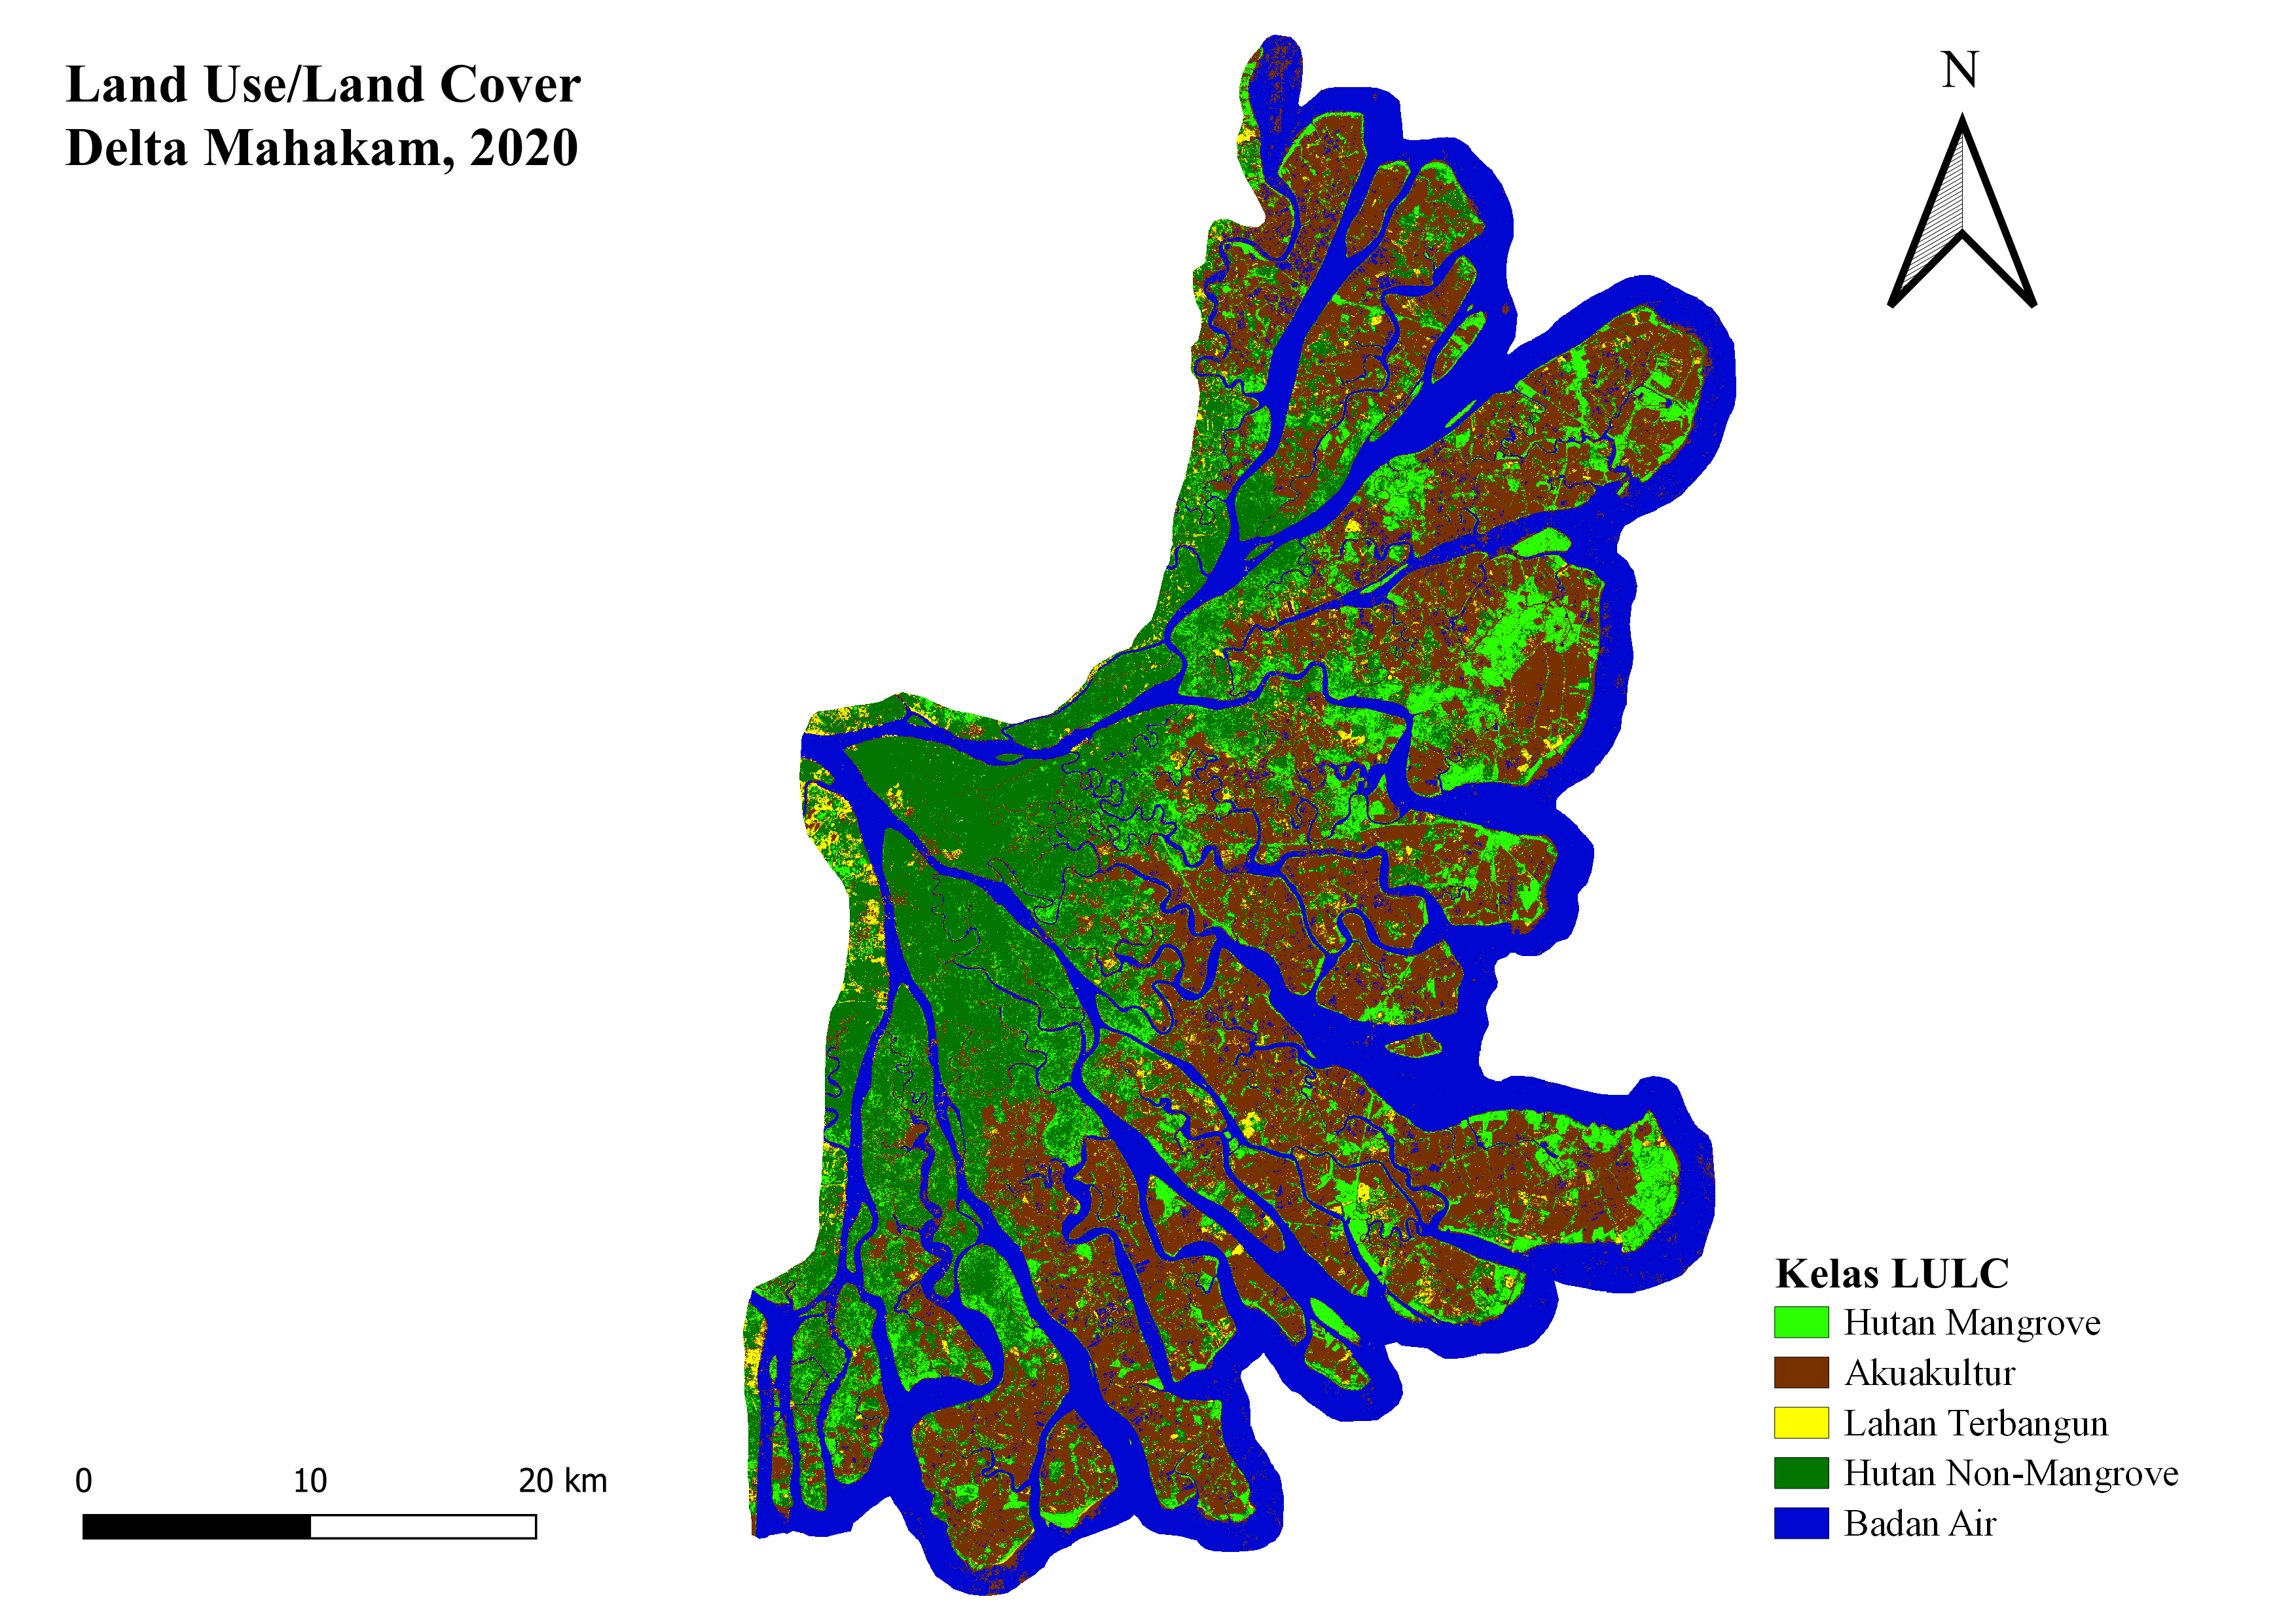 Land Use/Land Cover
Delta Mahakam, 2020
N
Kelas LULC
Hutan Mangrove
Akuakultur
Lahan Terbangun
Hutan Non-Mangrove
Badan Air
0 10 20 km